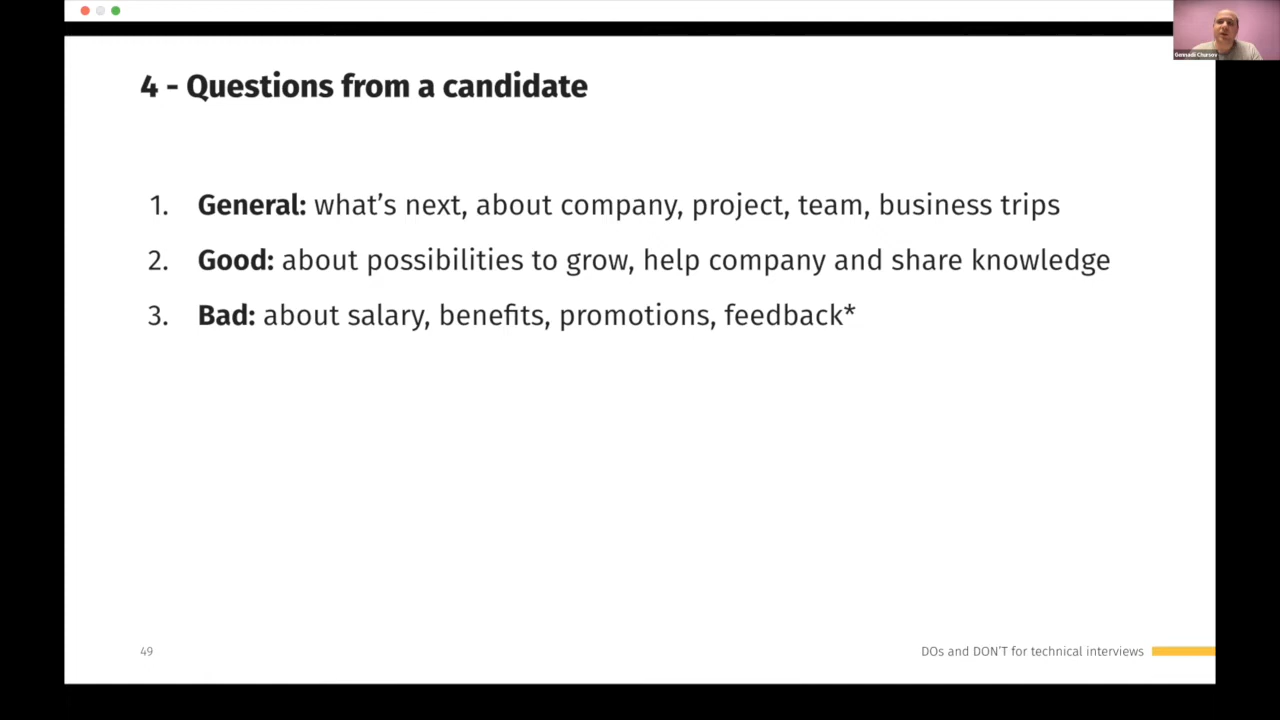 Gennadii Chursov
4 - Questions from a candidate
1. General: what's next, about company, project, team, business trips
2. Good: about possibilities to grow, help company and share knowledge
3. Bad: about salary, benefits, promotions, feedback*
49
DOs and DON'T for technical interviews